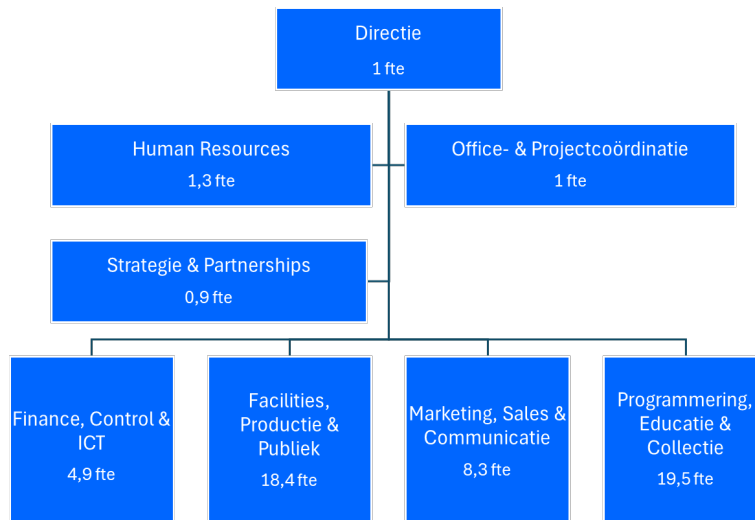 Directie
1 fte
Human Resources
1,3 fte
Office- & Projectcoördinatie
1 fte
Strategie & Partnerships
0,9 fte
Finance, Control &
ICT
4,9 fte
Facilities,
Productie &
Publiek
18,4 fte
Marketing, Sales &
Communicatie
8,3 fte
Programmering,
Educatie &
Collectie
19,5 fte